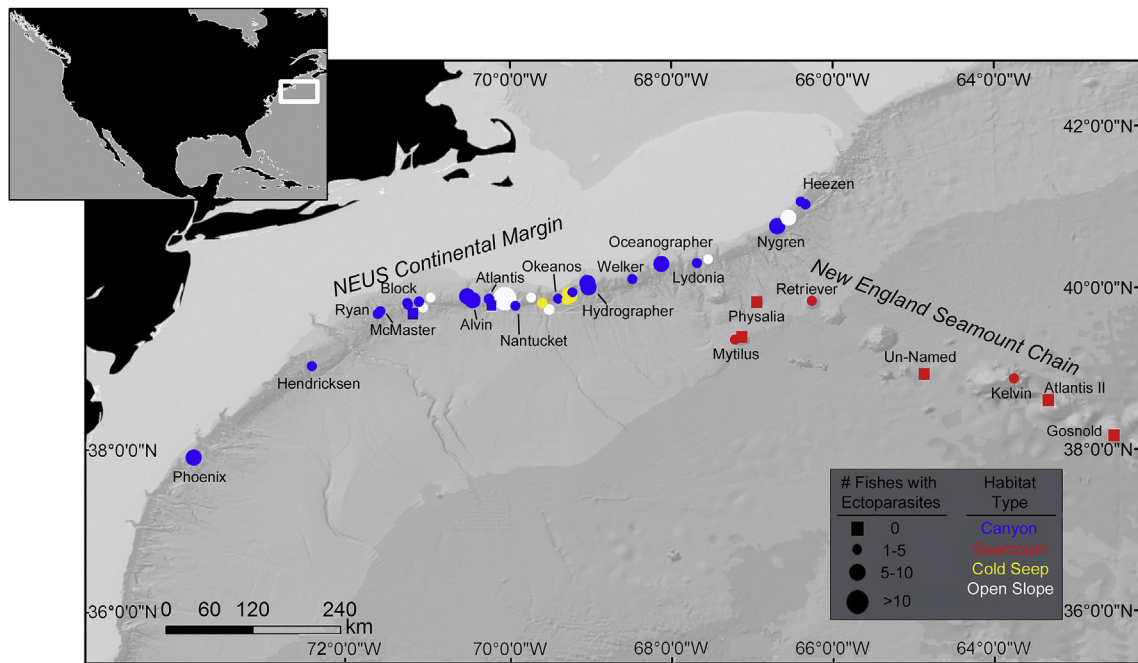 70°0'0"W 68°0'0"W 66°0'0"W 64°0'0"W
42°0'0"N
Heezen
Nygren
Oceanographer
NEUS Continental Margin
Welker
Lydonia
Okeanos
Atlantis
Block
Ryan
McMaster
Alvin
Nantucket
Hydrographer
New England Seamount Chain
Retriever
40°0'0"N
Physalia
Mytilus
Un-Named
Hendricksen
Kelvin
Atlantis II
Gosnold
38°0'0"N
38°0'0"N
Phoenix
# Fishes with
Ectoparasites
0
1-5
5-10
>10
Habitat
Type
Canyon
Seamount
Cold Seep
Open Slope
36°0'0"N
36°0'0"N
0 60 120 240
km
72°0'0"W 70°0'0"W 68°0'0"W 66°0'0"W 64°0'0"W